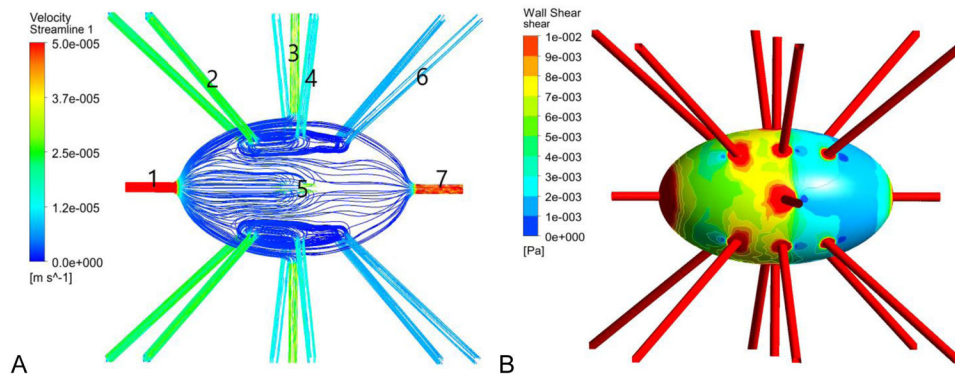 Velocity
Streamline 1
5.0e-005
3.7e-005
2.5e-005
1.2e-005
0.0e+000
[m s^-1]
1
2
3
4
5
6
7
A
Wall Shear
shear
1e-002
9e-003
8e-003
7e-003
6e-003
5e-003
4e-003
3e-003
2e-003
1e-003
0e+000
[Pa]
B